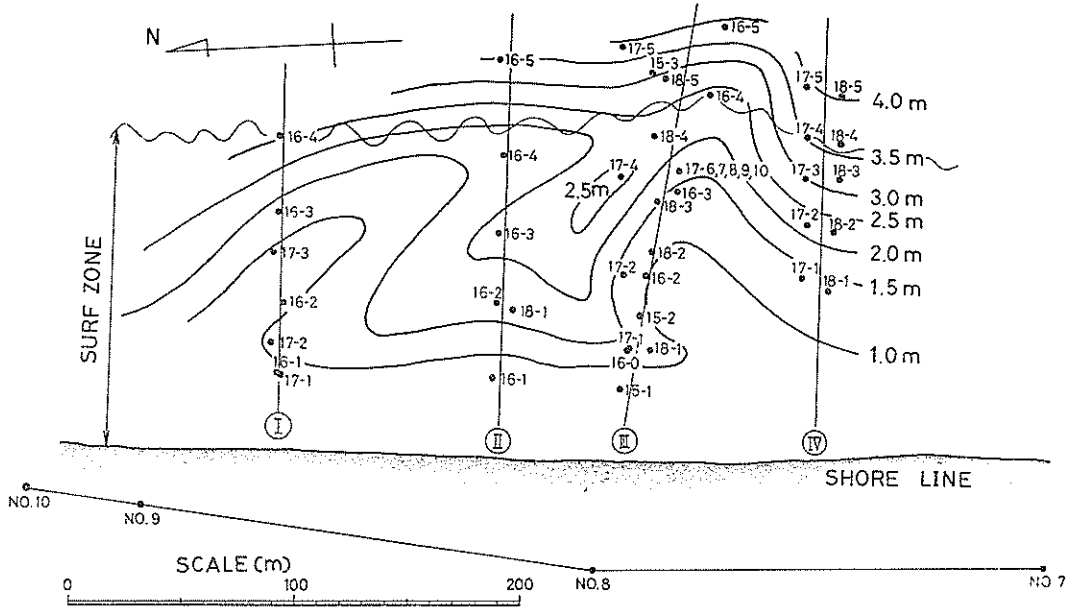 N
16-5
17-5
16-5
15-3
18-5
17-5
18-5
4.0 m
16-4
16-4
18-4
16-4
17-4
18-4
3.5 m
17-4
2.5m
17-6,7,8,9,10
17-3
18-3
3.0 m
16-3
16-3
18-3
2.5 m
17-2
18-2
16-3
17-3
18-2
2.0 m
17-2
16-2
17-1
18-1
1.5 m
16-2
16-2
18-1
15-2
SURF ZONE
17-2
17-1
18-1
1.0 m
16-1
16-0
17-1
16-1
Ⅰ
Ⅱ
Ⅲ
Ⅳ
SHORE LINE
NO.10
NO.9
SCALE (m)
NO.8
NO 7
0
100
200